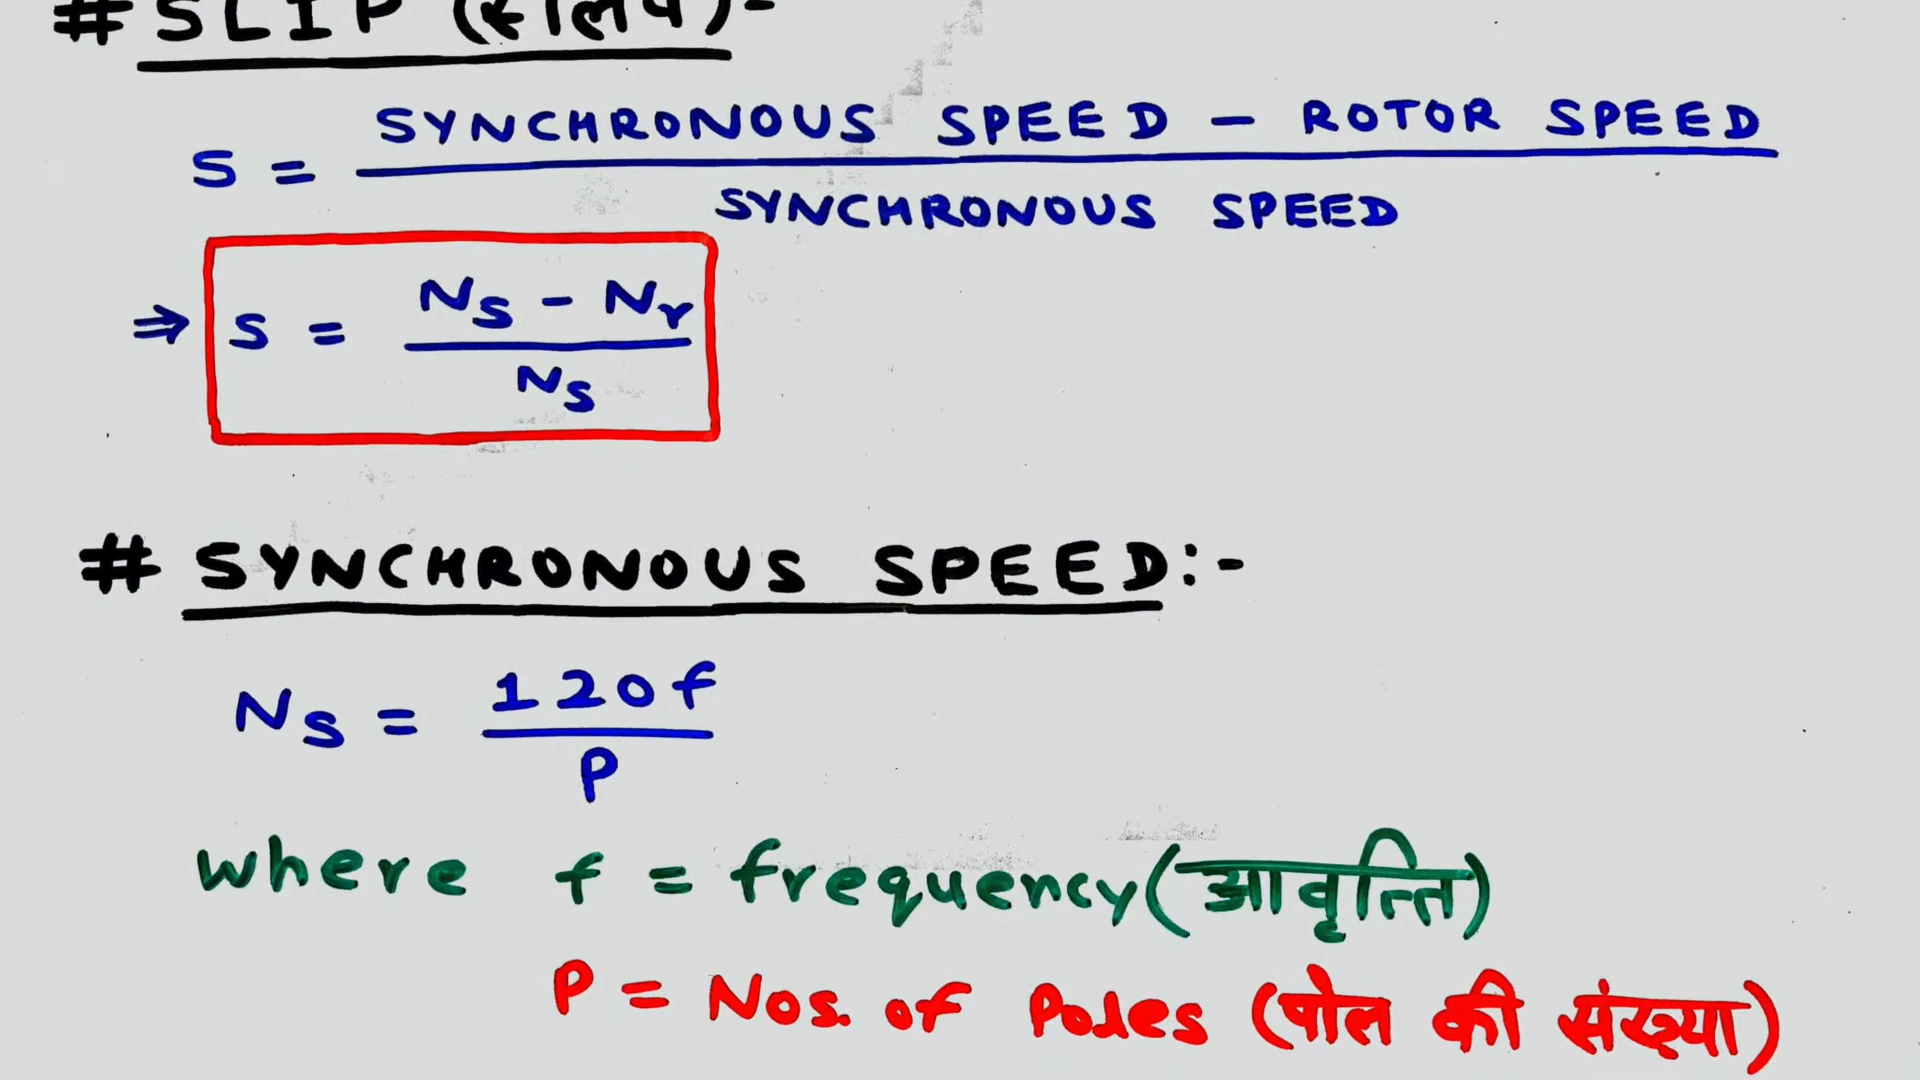 # SLIP (स्लिप):-
S = SYNCHRONOUS SPEED - ROTOR SPEED
SYNCHRONOUS SPEED
⇒ S = Ns - Nr
Ns
# SYNCHRONOUS SPEED:-
Ns = 120f
P
where f = frequency(आवृत्ति)
P = Nos. of Poles (पोल की संख्या)